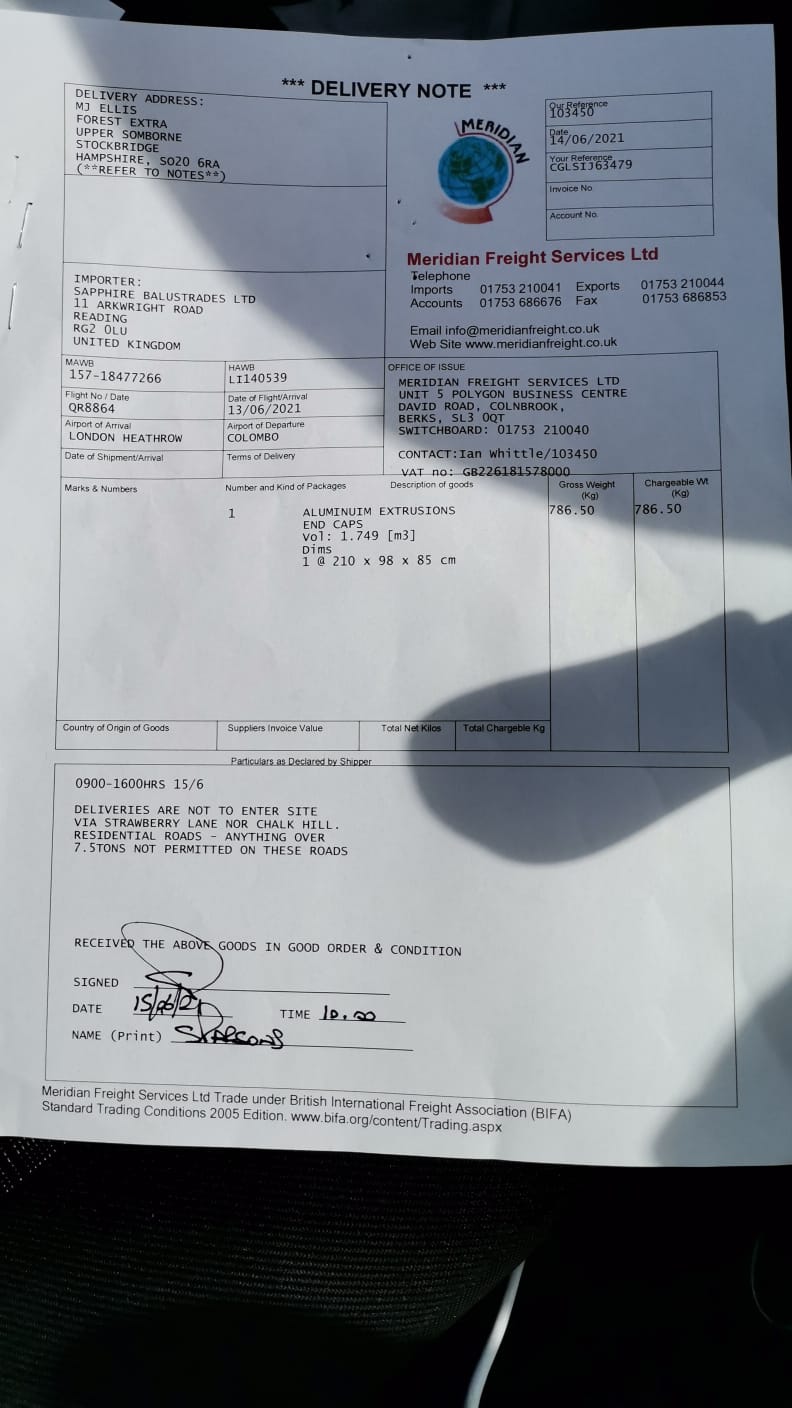 *** DELIVERY NOTE ***
DELIVERY ADDRESS:
MJ ELLIS
FOREST EXTRA
UPPER SOMBORNE
STOCKBRIDGE
HAMPSHIRE, SO20 6RA
(**REFER TO NOTES**)
MERIDIAN
Our Reference
103450
Date
14/06/2021
Your Reference
CGLSIJ63479
Invoice No.
Account No.
Meridian Freight Services Ltd
Telephone
Imports 01753 210041 Exports 01753 210044
Accounts 01753 686676 Fax 01753 686853
Email info@meridianfreight.co.uk
Web Site www.meridianfreight.co.uk
IMPORTER:
SAPPHIRE BALUSTRADES LTD
11 ARKWRIGHT ROAD
READING
RG2 0LU
UNITED KINGDOM
MAWB
157-18477266
HAWB
LI140539
Flight No / Date
QR8864
Date of Flight/Arrival
13/06/2021
Airport of Arrival
LONDON HEATHROW
Airport of Departure
COLOMBO
Date of Shipment/Arrival
Terms of Delivery
OFFICE OF ISSUE
MERIDIAN FREIGHT SERVICES LTD
UNIT 5 POLYGON BUSINESS CENTRE
DAVID ROAD, COLNBROOK,
BERKS, SL3 0QT
SWITCHBOARD: 01753 210040
CONTACT:Ian Whittle/103450
VAT no: GB226181578000
Marks & Numbers Number and Kind of Packages Description of goods Gross Weight (Kg) Chargeable Wt (Kg)
1 ALUMINUIM EXTRUSIONS 786.50 786.50
END CAPS
Vol: 1.749 [m3]
Dims
1 @ 210 x 98 x 85 cm
Country of Origin of Goods Suppliers Invoice Value Total Net Kilos Total Chargeable Kg
Particulars as Declared by Shipper
0900-1600HRS 15/6
DELIVERIES ARE NOT TO ENTER SITE
VIA STRAWBERRY LANE NOR CHALK HILL.
RESIDENTIAL ROADS - ANYTHING OVER
7.5TONS NOT PERMITTED ON THESE ROADS
RECEIVED THE ABOVE GOODS IN GOOD ORDER & CONDITION
SIGNED
DATE 15/06/21 TIME 10.00
NAME (Print)
Meridian Freight Services Ltd Trade under British International Freight Association (BIFA)
Standard Trading Conditions 2005 Edition. www.bifa.org/content/Trading.aspx